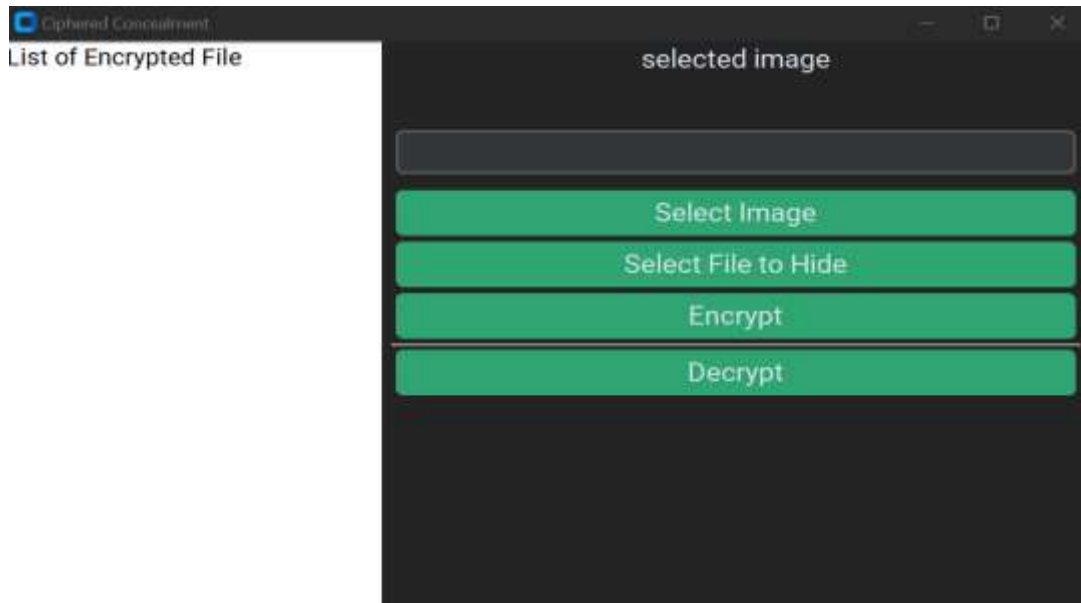 Ciphered Concealment
List of Encrypted File
selected image
Select Image
Select File to Hide
Encrypt
Decrypt